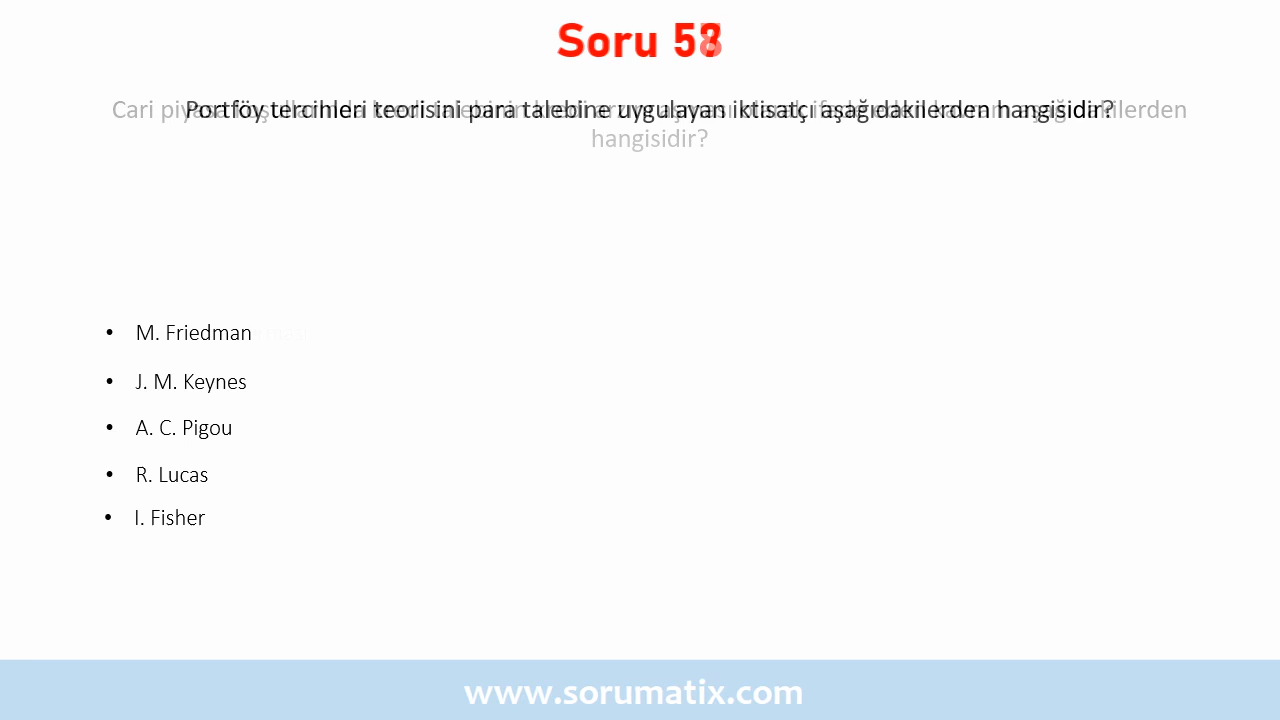 Soru 58
Portföy tercihleri teorisini para talebine uygulayan iktisatçı aşağıdakilerden hangisidir?
hangisidir?
• M. Friedman
• J. M. Keynes
• A. C. Pigou
• R. Lucas
• I. Fisher
www.sorumatix.com